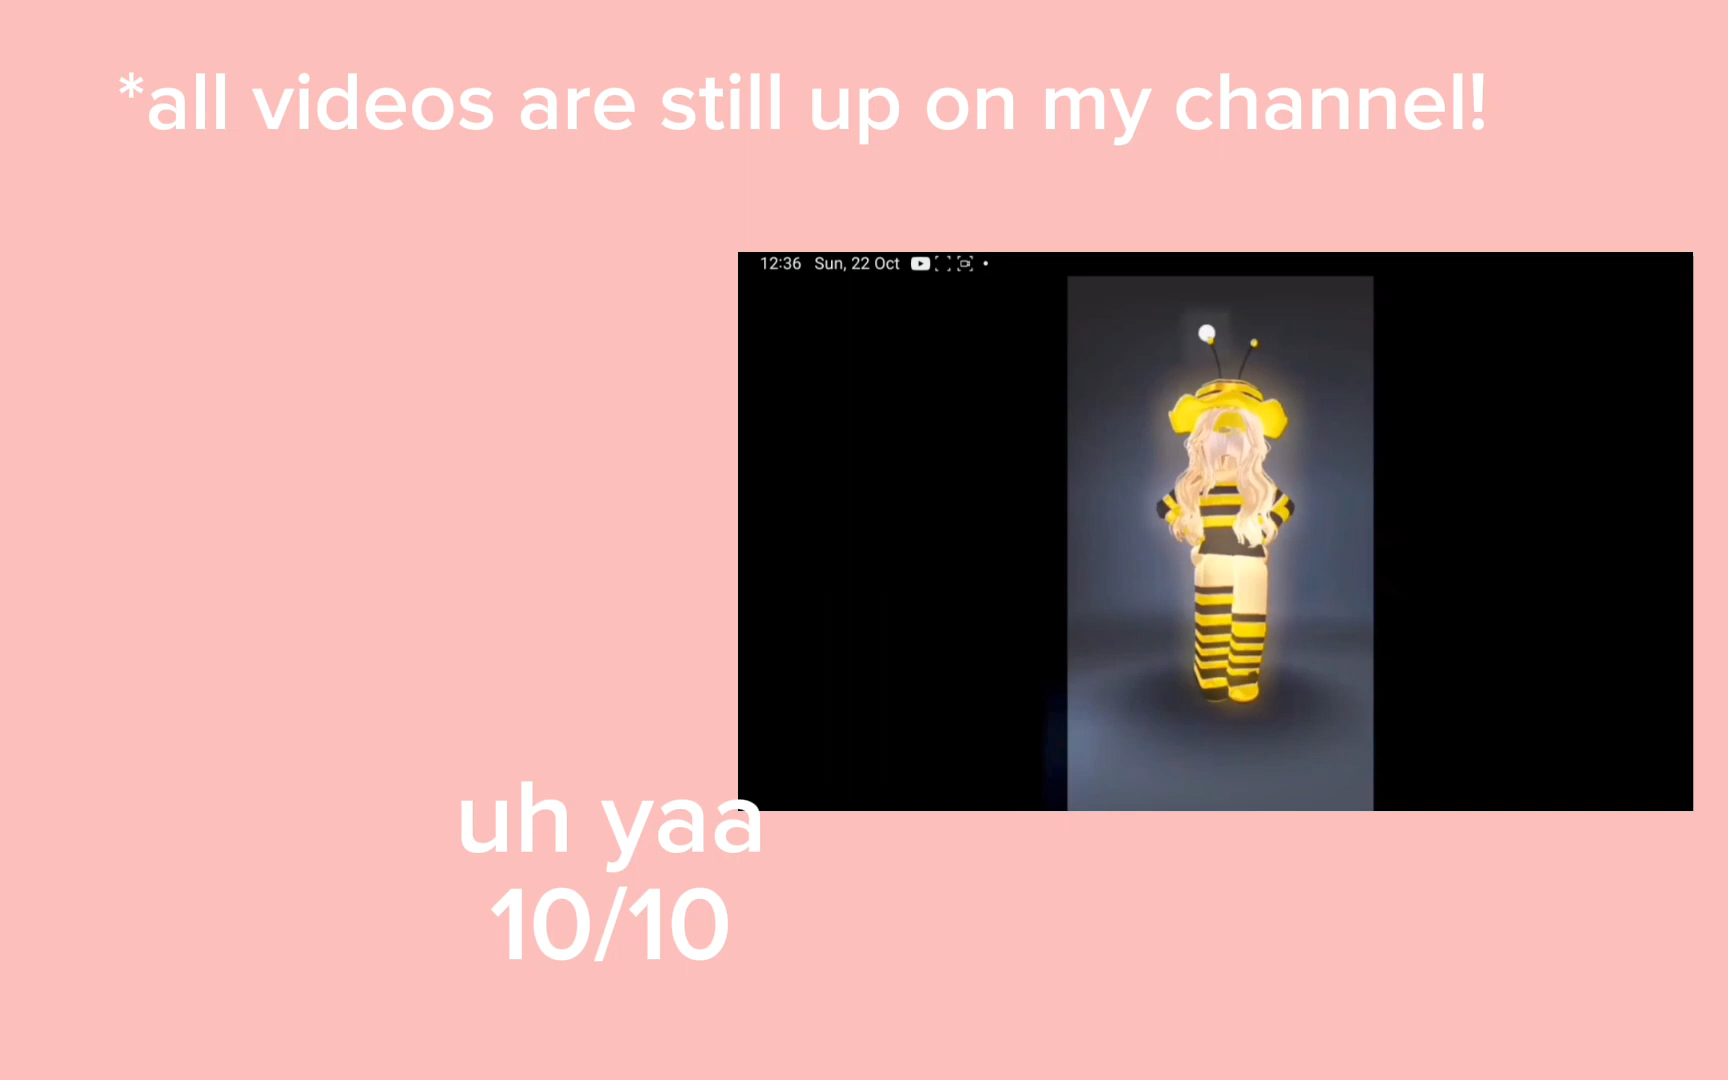 *all videos are still up on my channel!
12:36 Sun, 22 Oct
uh yaa
10/10